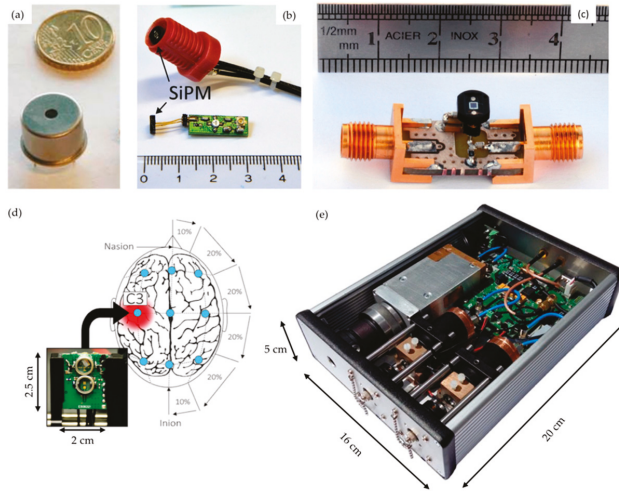 (a)
10
(b)
SiPM
0 1 2 3 4
(c)
1/2mm
mm
1 ACIER 2 INOX 3 4
(d)
Nasion
10%
20%
20%
C3
20%
20%
10%
Inion
2.5 cm
2 cm
(e)
5 cm
16 cm
20 cm